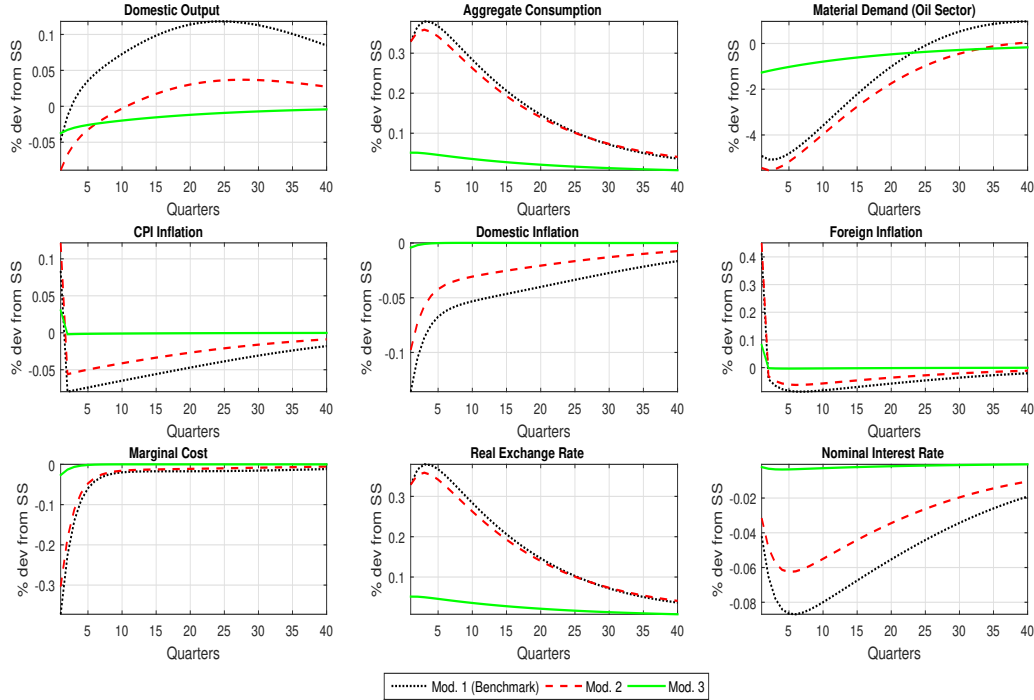 Domestic Output
% dev from SS
0.1
0.05
0
-0.05
5 10 15 20 25 30 35 40
Quarters
Aggregate Consumption
% dev from SS
0.3
0.2
0.1
5 10 15 20 25 30 35 40
Quarters
Material Demand (Oil Sector)
% dev from SS
0
-2
-4
5 10 15 20 25 30 35 40
Quarters
CPI Inflation
% dev from SS
0.1
0.05
0
-0.05
5 10 15 20 25 30 35 40
Quarters
Domestic Inflation
% dev from SS
0
-0.05
-0.1
5 10 15 20 25 30 35 40
Quarters
Foreign Inflation
% dev from SS
0.4
0.3
0.2
0.1
0
5 10 15 20 25 30 35 40
Quarters
Marginal Cost
% dev from SS
0
-0.1
-0.2
-0.3
5 10 15 20 25 30 35 40
Quarters
Real Exchange Rate
% dev from SS
0.3
0.2
0.1
5 10 15 20 25 30 35 40
Quarters
Nominal Interest Rate
% dev from SS
-0.02
-0.04
-0.06
-0.08
5 10 15 20 25 30 35 40
Quarters
Mod. 1 (Benchmark) Mod. 2 Mod. 3